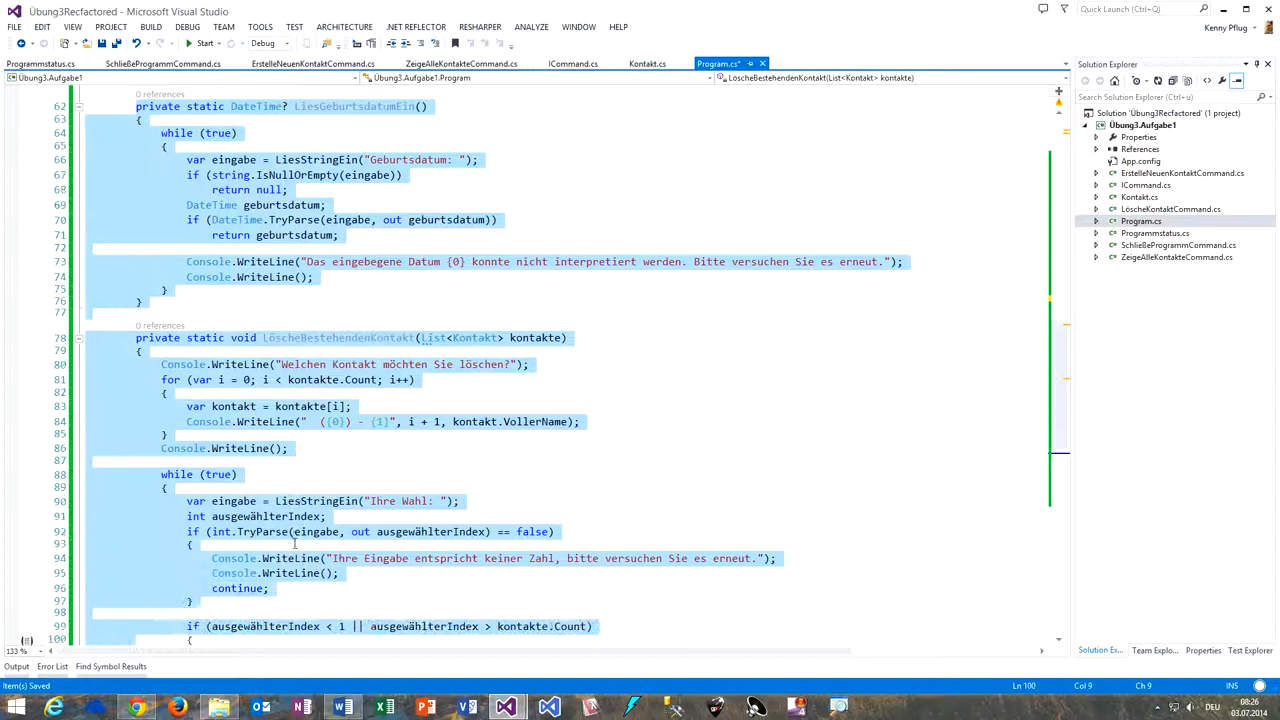 Übung3Recfactored - Microsoft Visual Studio
Quick Launch (Ctrl+Q)
FILE EDIT VIEW PROJECT BUILD DEBUG TEAM TOOLS TEST ARCHITECTURE .NET REFLECTOR RESHARPER ANALYZE WINDOW HELP
Kenny Pflug
Start Debug
Programmstatus.cs SchließeProgrammCommand.cs ErstelleNeuenKontaktCommand.cs ZeigeAlleKontakteCommand.cs ICommand.cs Kontakt.cs Program.cs*
Übung3.Aufgabe1 Übung3.Aufgabe1.Program LöscheBestehendenKontakt(List<Kontakt> kontakte)
0 references
62 private static DateTime? LiesGeburtsdatumEin()
63 {
64 while (true)
65 {
66 var eingabe = LiesStringEin("Geburtsdatum: ");
67 if (string.IsNullOrEmpty(eingabe))
68 return null;
69 DateTime geburtsdatum;
70 if (DateTime.TryParse(eingabe, out geburtsdatum))
71 return geburtsdatum;
72
73 Console.WriteLine("Das eingebegene Datum {0} konnte nicht interpretiert werden. Bitte versuchen Sie es erneut.");
74 Console.WriteLine();
75 }
76 }
77
0 references
78 private static void LöscheBestehendenKontakt(List<Kontakt> kontakte)
79 {
80 Console.WriteLine("Welchen Kontakt möchten Sie löschen?");
81 for (var i = 0; i < kontakte.Count; i++)
82 {
83 var kontakt = kontakte[i];
84 Console.WriteLine("  ({0}) - {1}", i + 1, kontakt.VollerName);
85 }
86 Console.WriteLine();
87
88 while (true)
89 {
90 var eingabe = LiesStringEin("Ihre Wahl: ");
91 int ausgewählterIndex;
92 if (int.TryParse(eingabe, out ausgewählterIndex) == false)
93 {
94 Console.WriteLine("Ihre Eingabe entspricht keiner Zahl, bitte versuchen Sie es erneut.");
95 Console.WriteLine();
96 continue;
97 }
98
99 if (ausgewählterIndex < 1 || ausgewählterIndex > kontakte.Count)
100 {
133 %
Solution Explorer
Search Solution Explorer (Ctrl+ü)
Solution 'Übung3Recfactored' (1 project)
Übung3.Aufgabe1
Properties
References
App.config
ErstelleNeuenKontaktCommand.cs
ICommand.cs
Kontakt.cs
LöscheKontaktCommand.cs
Program.cs
Programmstatus.cs
SchließeProgrammCommand.cs
ZeigeAlleKontakteCommand.cs
Solution Ex... Team Explo... Properties Test Explorer
Output Error List Find Symbol Results
Item(s) Saved Ln 100 Col 9 Ch 9 INS
DEU 08:26
03.07.2014